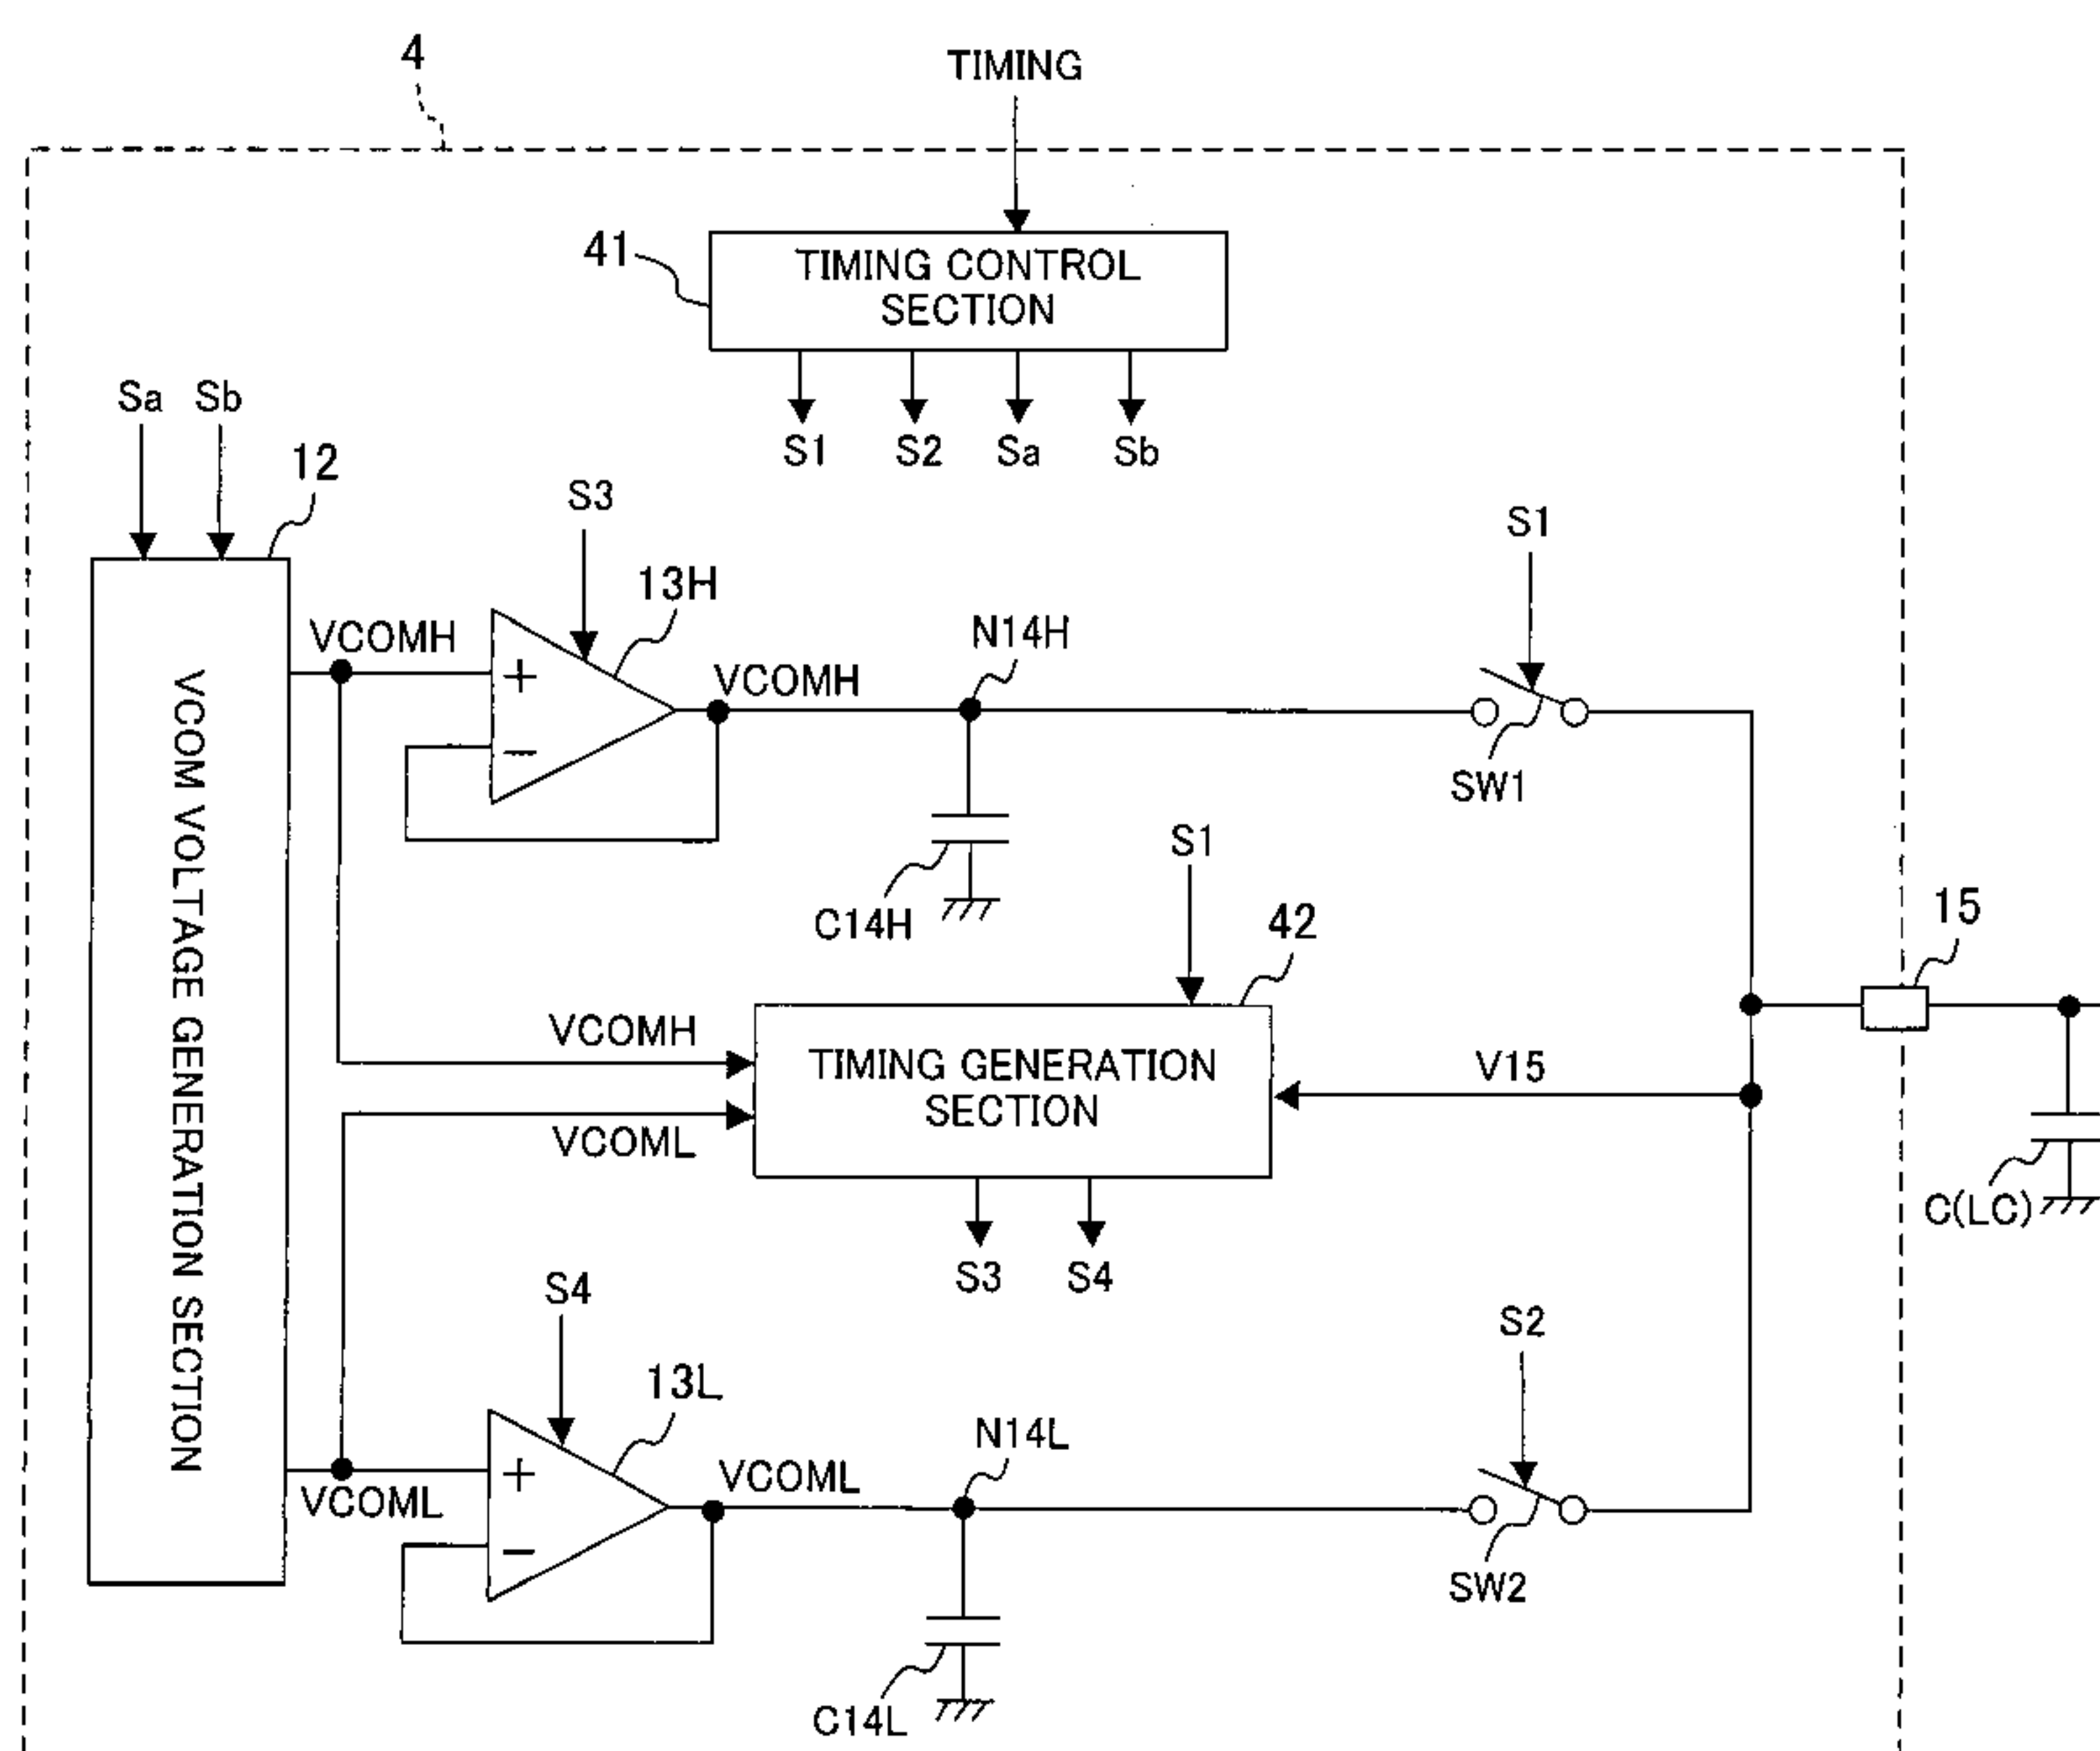 4
TIMING
41
TIMING CONTROL
SECTION
S1 S2 Sa Sb
Sa Sb
12
S3
13H
S1
VCOMH
VCOMH
N14H
+
−
SW1
VCOM VOLTAGE GENERATION SECTION
C14H
S1
42
15
VCOMH
TIMING GENERATION
SECTION
V15
VCOML
C(LC)
S3 S4
S4
13L
S2
VCOML
VCOML
N14L
+
−
SW2
C14L